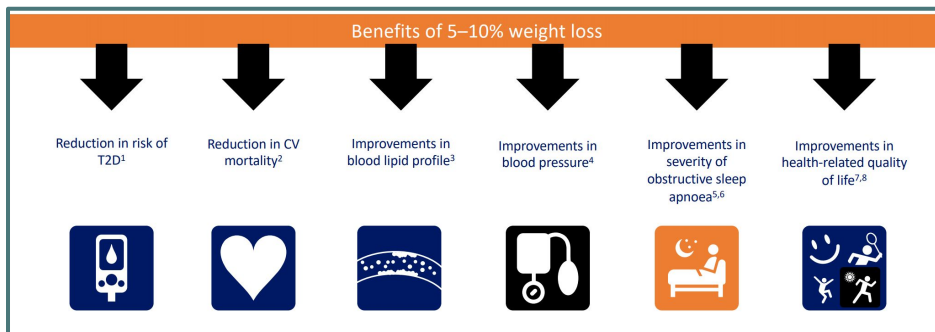 Benefits of 5–10% weight loss
Reduction in risk of
T2D¹
Reduction in CV
mortality²
Improvements in
blood lipid profile³
Improvements in
blood pressure⁴
Improvements in
severity of
obstructive sleep
apnoea⁵,⁶
Improvements in
health-related quality
of life⁷,⁸